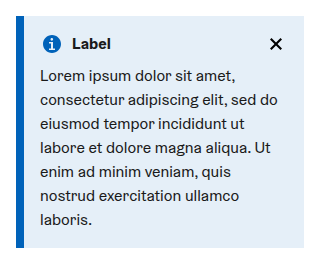 Label
Lorem ipsum dolor sit amet,
consectetur adipiscing elit, sed do
eiusmod tempor incididunt ut
labore et dolore magna aliqua. Ut
enim ad minim veniam, quis
nostrud exercitation ullamco
laboris.